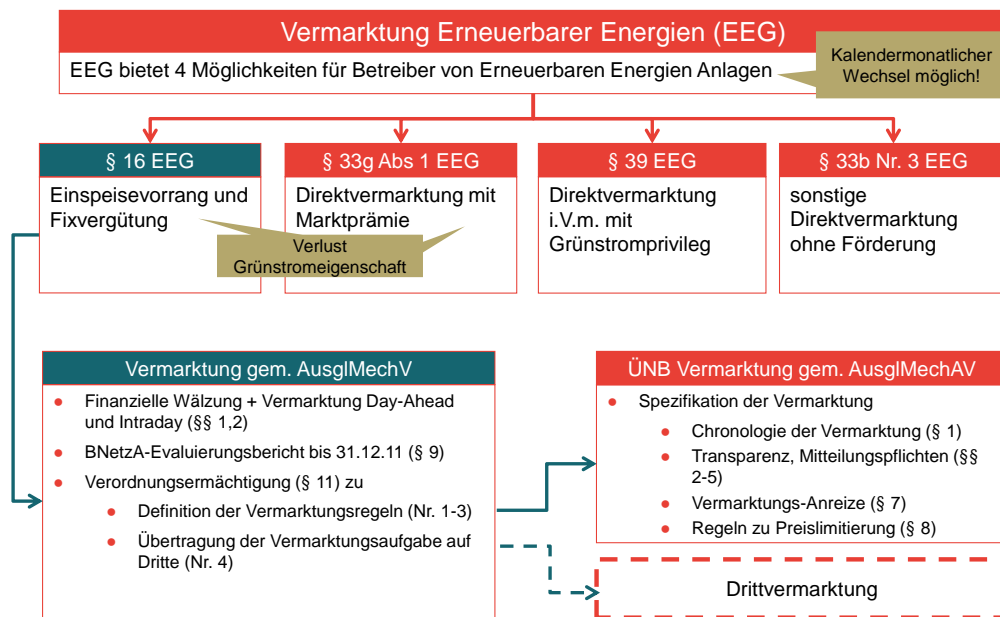 Vermarktung Erneuerbarer Energien (EEG)
EEG bietet 4 Möglichkeiten für Betreiber von Erneuerbaren Energien Anlagen
Kalendermonatlicher
Wechsel möglich!
§ 16 EEG
Einspeisevorrang und
Fixvergütung
§ 33g Abs 1 EEG
Direktvermarktung mit
Marktprämie
Verlust
Grünstromeigenschaft
§ 39 EEG
Direktvermarktung
i.V.m. mit
Grünstromprivileg
§ 33b Nr. 3 EEG
sonstige
Direktvermarktung
ohne Förderung
Vermarktung gem. AusglMechV
• Finanzielle Wälzung + Vermarktung Day-Ahead
und Intraday (§§ 1,2)
• BNetzA-Evaluierungsbericht bis 31.12.11 (§ 9)
• Verordnungsermächtigung (§ 11) zu
• Definition der Vermarktungsregeln (Nr. 1-3)
• Übertragung der Vermarktungsaufgabe auf
Dritte (Nr. 4)
ÜNB Vermarktung gem. AusglMechAV
• Spezifikation der Vermarktung
• Chronologie der Vermarktung (§ 1)
• Transparenz, Mitteilungspflichten (§§
2-5)
• Vermarktungs-Anreize (§ 7)
• Regeln zu Preislimitierung (§ 8)
Drittvermarktung